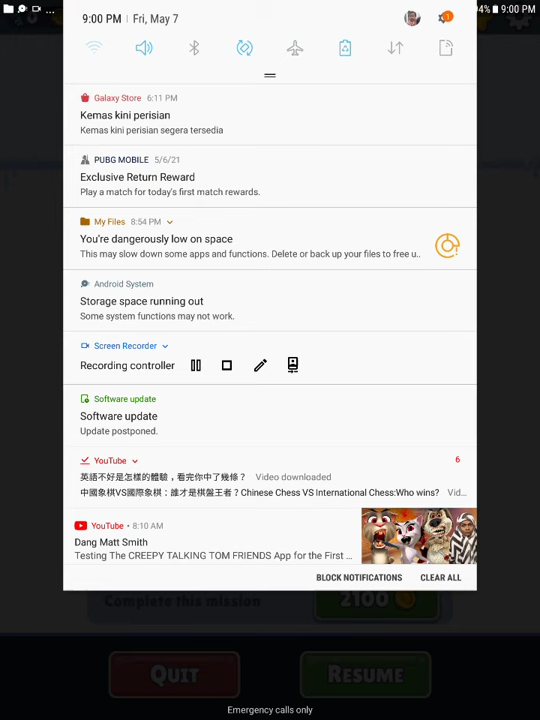 ...
94% 9:00 PM
9:00 PM | Fri, May 7
1
Galaxy Store 6:11 PM
Kemas kini perisian
Kemas kini perisian segera tersedia
PUBG MOBILE 5/6/21
Exclusive Return Reward
Play a match for today's first match rewards.
My Files 8:54 PM
You're dangerously low on space
This may slow down some apps and functions. Delete or back up your files to free u..
Android System
Storage space running out
Some system functions may not work.
Screen Recorder
Recording controller
Software update
Software update
Update postponed.
YouTube 6
英語不好是怎樣的體驗，看完你中了幾條？ Video downloaded
中國象棋VS國際象棋：誰才是棋盤王者？Chinese Chess VS International Chess:Who wins? Vid...
YouTube • 8:10 AM
Dang Matt Smith
Testing The CREEPY TALKING TOM FRIENDS App for the First ...
BLOCK NOTIFICATIONS CLEAR ALL
Complete this mission 2100
QUIT RESUME
Emergency calls only